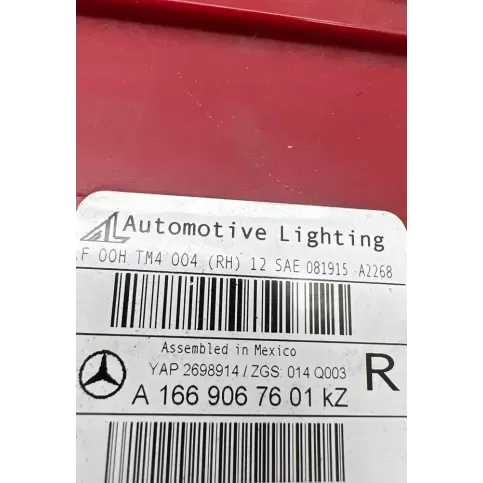 AL Automotive Lighting
.F 00H TM4 004 (RH) 12 SAE 081915 A2268
Assembled in Mexico
YAP 2698914 / ZGS: 014 Q003
R
A 166 906 76 01 kZ